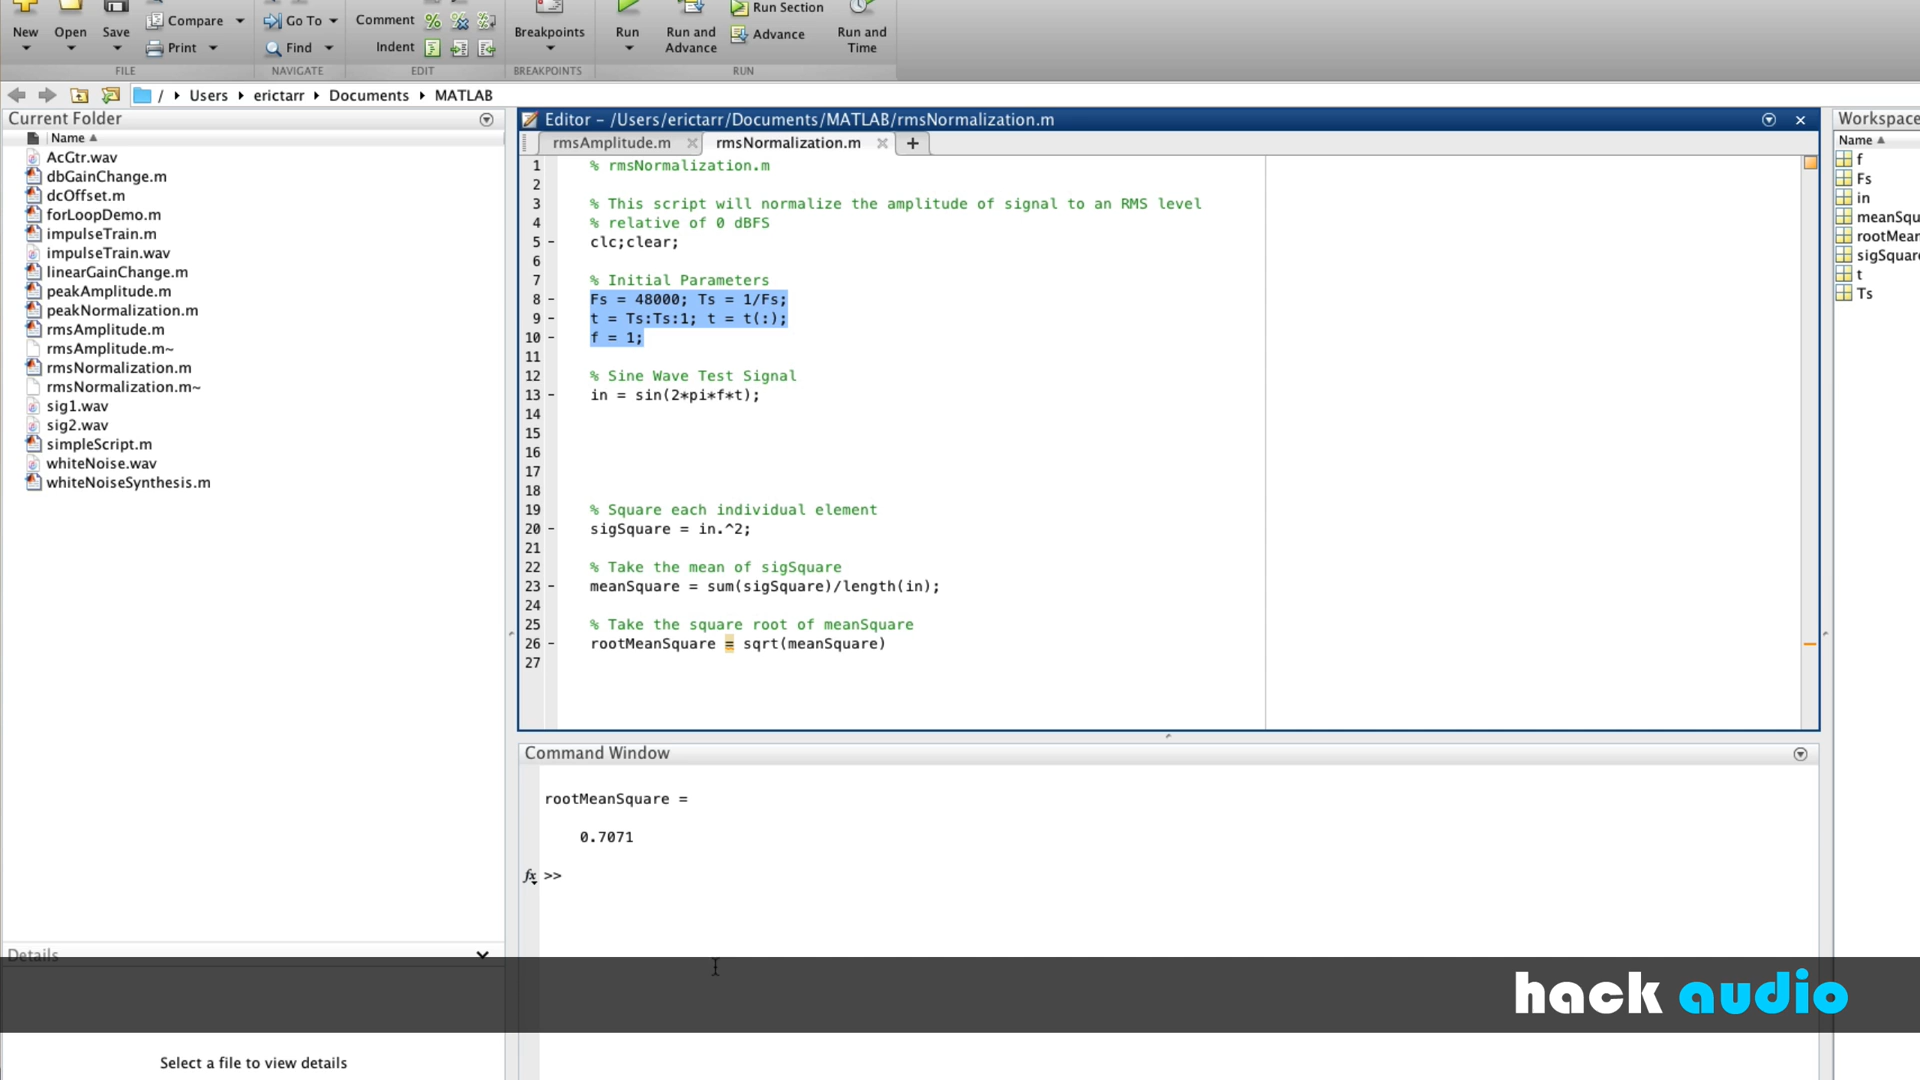 New
Open
Save
Compare
Print
Go To
Find
Comment
Indent
Breakpoints
Run
Run and
Advance
Run Section
Advance
Run and
Time
FILE
NAVIGATE
EDIT
BREAKPOINTS
RUN
/ Users erictarr Documents MATLAB
Current Folder
Name
AcGtr.wav
dbGainChange.m
dcOffset.m
forLoopDemo.m
impulseTrain.m
impulseTrain.wav
linearGainChange.m
peakAmplitude.m
peakNormalization.m
rmsAmplitude.m
rmsAmplitude.m~
rmsNormalization.m
rmsNormalization.m~
sig1.wav
sig2.wav
simpleScript.m
whiteNoise.wav
whiteNoiseSynthesis.m
Details
Select a file to view details
Editor - /Users/erictarr/Documents/MATLAB/rmsNormalization.m
rmsAmplitude.m rmsNormalization.m +
1 % rmsNormalization.m
2
3 % This script will normalize the amplitude of signal to an RMS level
4 % relative of 0 dBFS
5 - clc;clear;
6
7 % Initial Parameters
8 - Fs = 48000; Ts = 1/Fs;
9 - t = Ts:Ts:1; t = t(:);
10 - f = 1;
11
12 % Sine Wave Test Signal
13 - in = sin(2*pi*f*t);
14
15
16
17
18
19 % Square each individual element
20 - sigSquare = in.^2;
21
22 % Take the mean of sigSquare
23 - meanSquare = sum(sigSquare)/length(in);
24
25 % Take the square root of meanSquare
26 - rootMeanSquare = sqrt(meanSquare)
27
Command Window
rootMeanSquare =
0.7071
fx >>
Workspace
Name
f
Fs
in
meanSqu
rootMean
sigSquare
t
Ts
hack audio